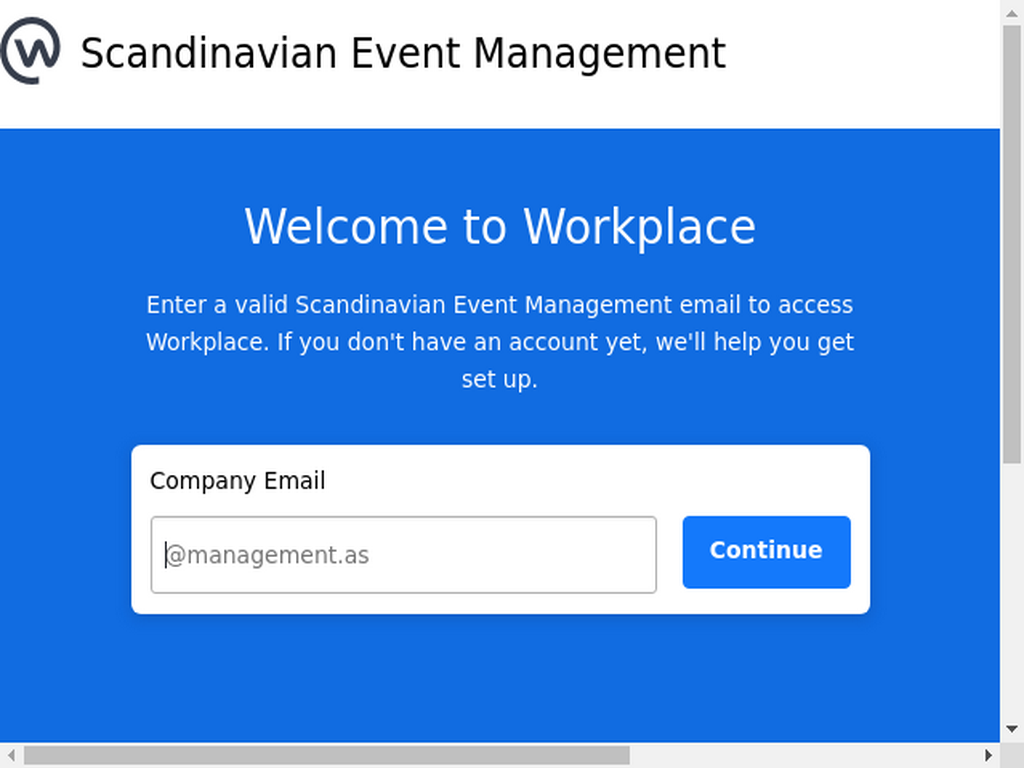 Scandinavian Event Management
Welcome to Workplace
Enter a valid Scandinavian Event Management email to access
Workplace. If you don't have an account yet, we'll help you get
set up.
Company Email
@management.as
Continue